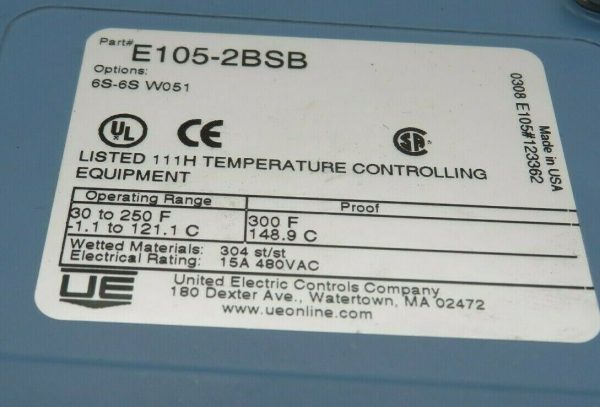 Part# E105-2BSB
Options:
6S-6S W051
UL
CE
SA
LISTED 111H TEMPERATURE CONTROLLING
EQUIPMENT
Operating Range Proof
30 to 250 F 300 F
-1.1 to 121.1 C 148.9 C
Wetted Materials: 304 st/st
Electrical Rating: 15A 480VAC
UE
United Electric Controls Company
180 Dexter Ave., Watertown, MA 02472
www.ueonline.com
Made in USA
0308 E105#123362